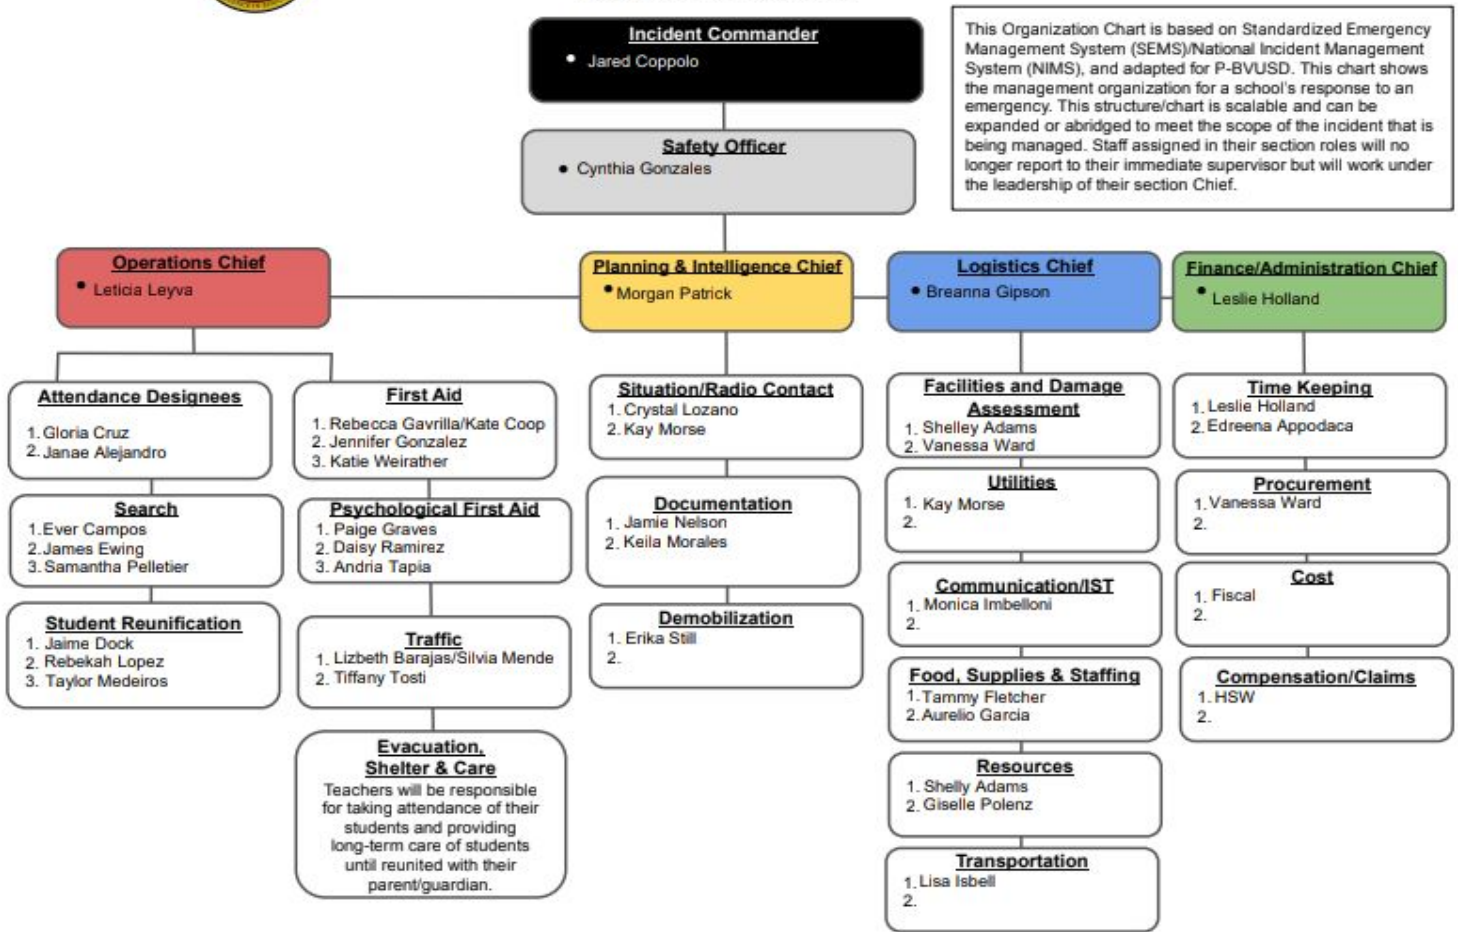 Incident Commander
• Jared Coppolo
This Organization Chart is based on Standardized Emergency
Management System (SEMS)/National Incident Management
System (NIMS), and adapted for P-BVUSD. This chart shows
the management organization for a school's response to an
emergency. This structure/chart is scalable and can be
expanded or abridged to meet the scope of the incident that is
being managed. Staff assigned in their section roles will no
longer report to their immediate supervisor but will work under
the leadership of their section Chief.
Safety Officer
• Cynthia Gonzales
Operations Chief
• Leticia Leyva
Planning & Intelligence Chief
• Morgan Patrick
Logistics Chief
• Breanna Gipson
Finance/Administration Chief
• Leslie Holland
Attendance Designees
1. Gloria Cruz
2. Janae Alejandro
Search
1.Ever Campos
2.James Ewing
3. Samantha Pelletier
Student Reunification
1. Jaime Dock
2. Rebekah Lopez
3. Taylor Medeiros
First Aid
1. Rebecca Gavrilla/Kate Coop
2. Jennifer Gonzalez
3. Katie Weirather
Psychological First Aid
1. Paige Graves
2. Daisy Ramirez
3. Andria Tapia
Traffic
1. Lizbeth Barajas/Silvia Mende
2. Tiffany Tosti
Evacuation,
Shelter & Care
Teachers will be responsible
for taking attendance of their
students and providing
long-term care of students
until reunited with their
parent/guardian.
Situation/Radio Contact
1. Crystal Lozano
2. Kay Morse
Documentation
1. Jamie Nelson
2. Keila Morales
Demobilization
1. Erika Still
2.
Facilities and Damage
Assessment
1. Shelley Adams
2. Vanessa Ward
Utilities
1. Kay Morse
2.
Communication/IST
1. Monica Imbelloni
2.
Food, Supplies & Staffing
1. Tammy Fletcher
2. Aurelio Garcia
Resources
1. Shelly Adams
2. Giselle Polenz
Transportation
1. Lisa Isbell
2.
Time Keeping
1. Leslie Holland
2. Edreena Appodaca
Procurement
1. Vanessa Ward
2.
Cost
1. Fiscal
2.
Compensation/Claims
1. HSW
2.